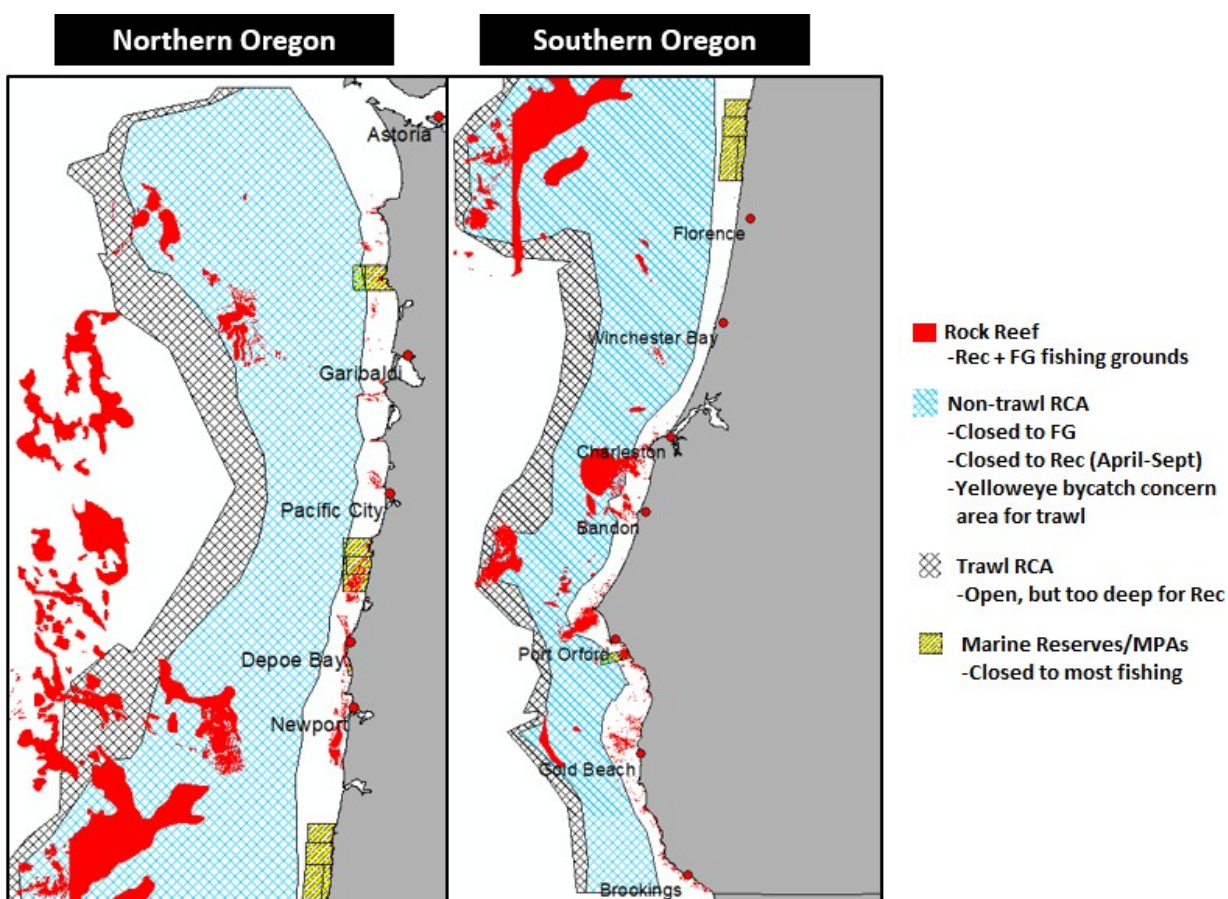 Northern Oregon
Southern Oregon
Astoria
Garibaldi
Pacific City
Depoe Bay
Newport
Florence
Winchester Bay
Charleston
Bandon
Port Orford
Gold Beach
Brookings
Rock Reef
-Rec + FG fishing grounds
Non-trawl RCA
-Closed to FG
-Closed to Rec (April-Sept)
-Yelloweye bycatch concern
area for trawl
Trawl RCA
-Open, but too deep for Rec
Marine Reserves/MPAs
-Closed to most fishing